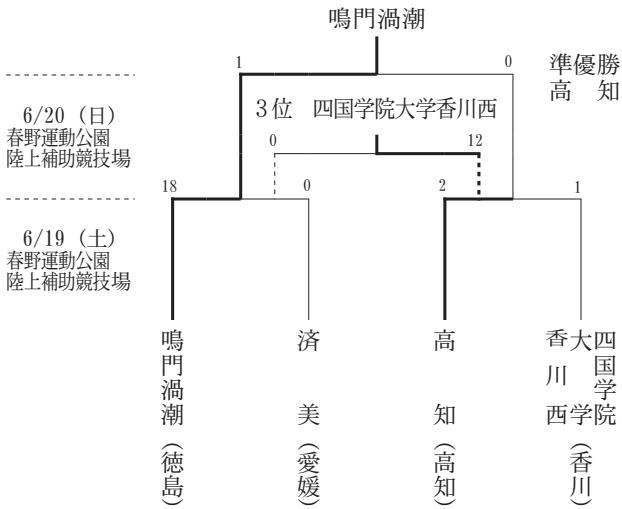 鳴門渦潮
1
0
準優勝
高　知
3位　四国学院大学香川西
6/20（日）
春野運動公園
陸上補助競技場
0
12
18
0
2
1
6/19（土）
春野運動公園
陸上補助競技場
鳴門渦潮（徳島）
済　美（愛媛）
高　知（高知）
四国学院
大　学
香川西
（香川）